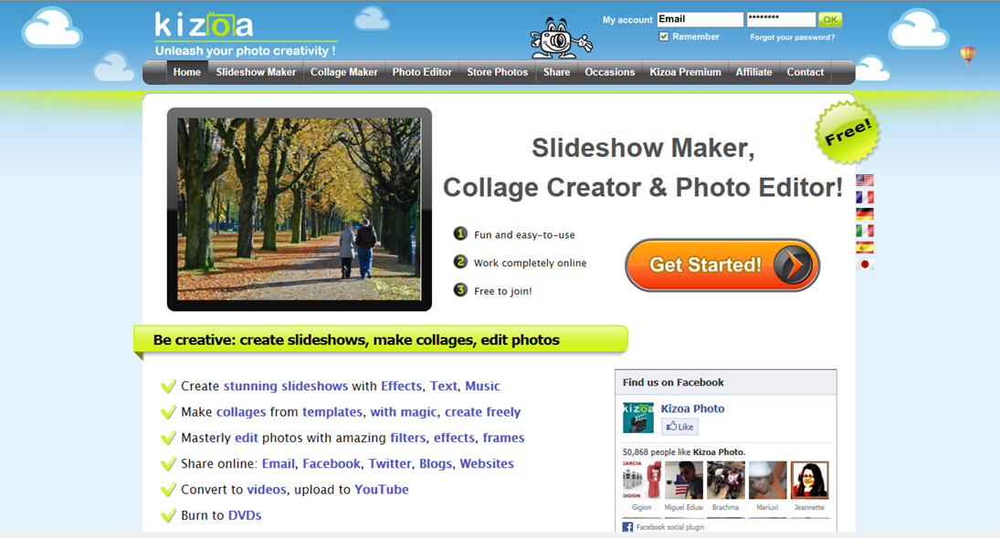 kizoa
Unleash your photo creativity !
My account Email ******** OK
Remember Forgot your password?
Home Slideshow Maker Collage Maker Photo Editor Store Photos Share Occasions Kizoa Premium Affiliate Contact
Free!
Slideshow Maker,
Collage Creator & Photo Editor!
1 Fun and easy-to-use
2 Work completely online
3 Free to join!
Get Started!
Be creative: create slideshows, make collages, edit photos
Create stunning slideshows with Effects, Text, Music
Make collages from templates, with magic, create freely
Masterly edit photos with amazing filters, effects, frames
Share online: Email, Facebook, Twitter, Blogs, Websites
Convert to videos, upload to YouTube
Burn to DVDs
Find us on Facebook
kizoa
Kizoa Photo
Like
50,868 people like Kizoa Photo.
GIGION
Gigion Miguel Eduar Brachma Mariuxi Jeannette
Facebook social plugin